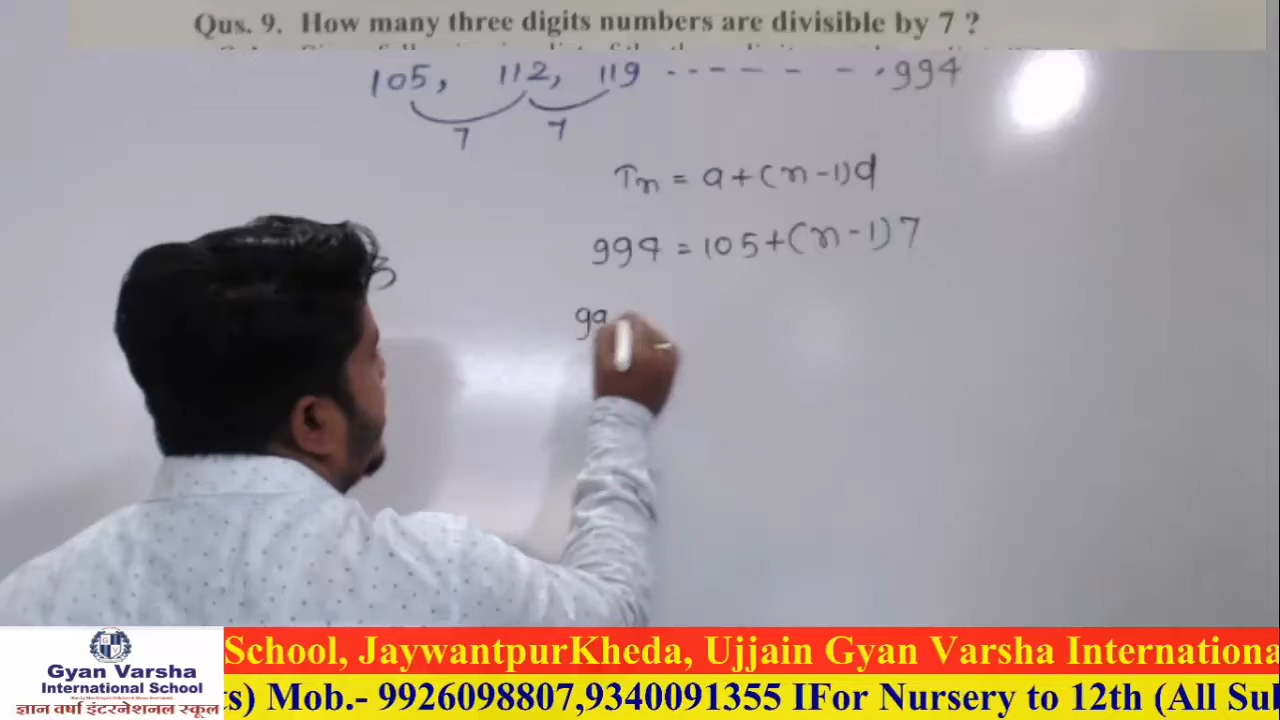 Qus. 9. How many three digits numbers are divisible by 7 ?
105, 112, 119 ------.994
7 7
Tn = a+(n-1)d
994 = 105+(n-1)7
99
Gyan Varsha
International School
ज्ञान वर्षा इंटरनेशनल स्कूल
School, JaywantpurKheda, Ujjain Gyan Varsha Internationa
ts) Mob.- 9926098807,9340091355 IFor Nursery to 12th (All Sul